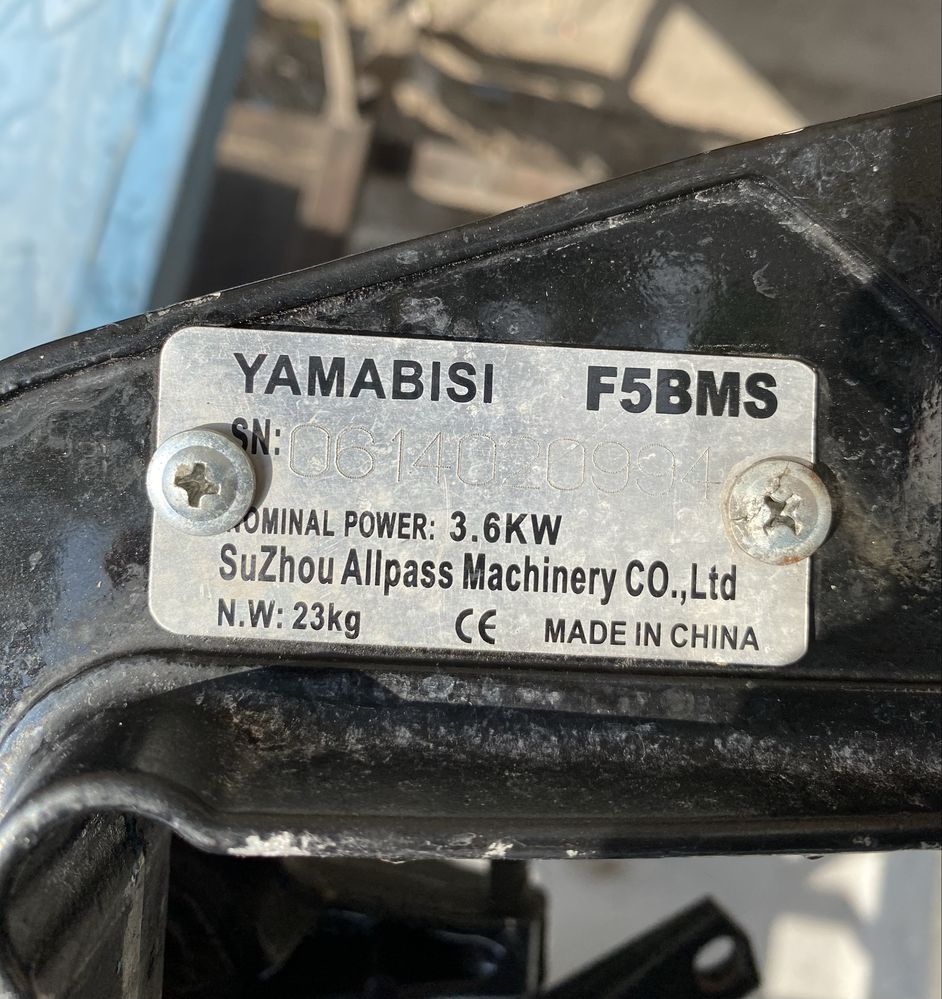 YAMABISI F5BMS
SN: 0614020994
NOMINAL POWER: 3.6KW
SuZhou Allpass Machinery CO.,Ltd
N.W: 23kg CE MADE IN CHINA